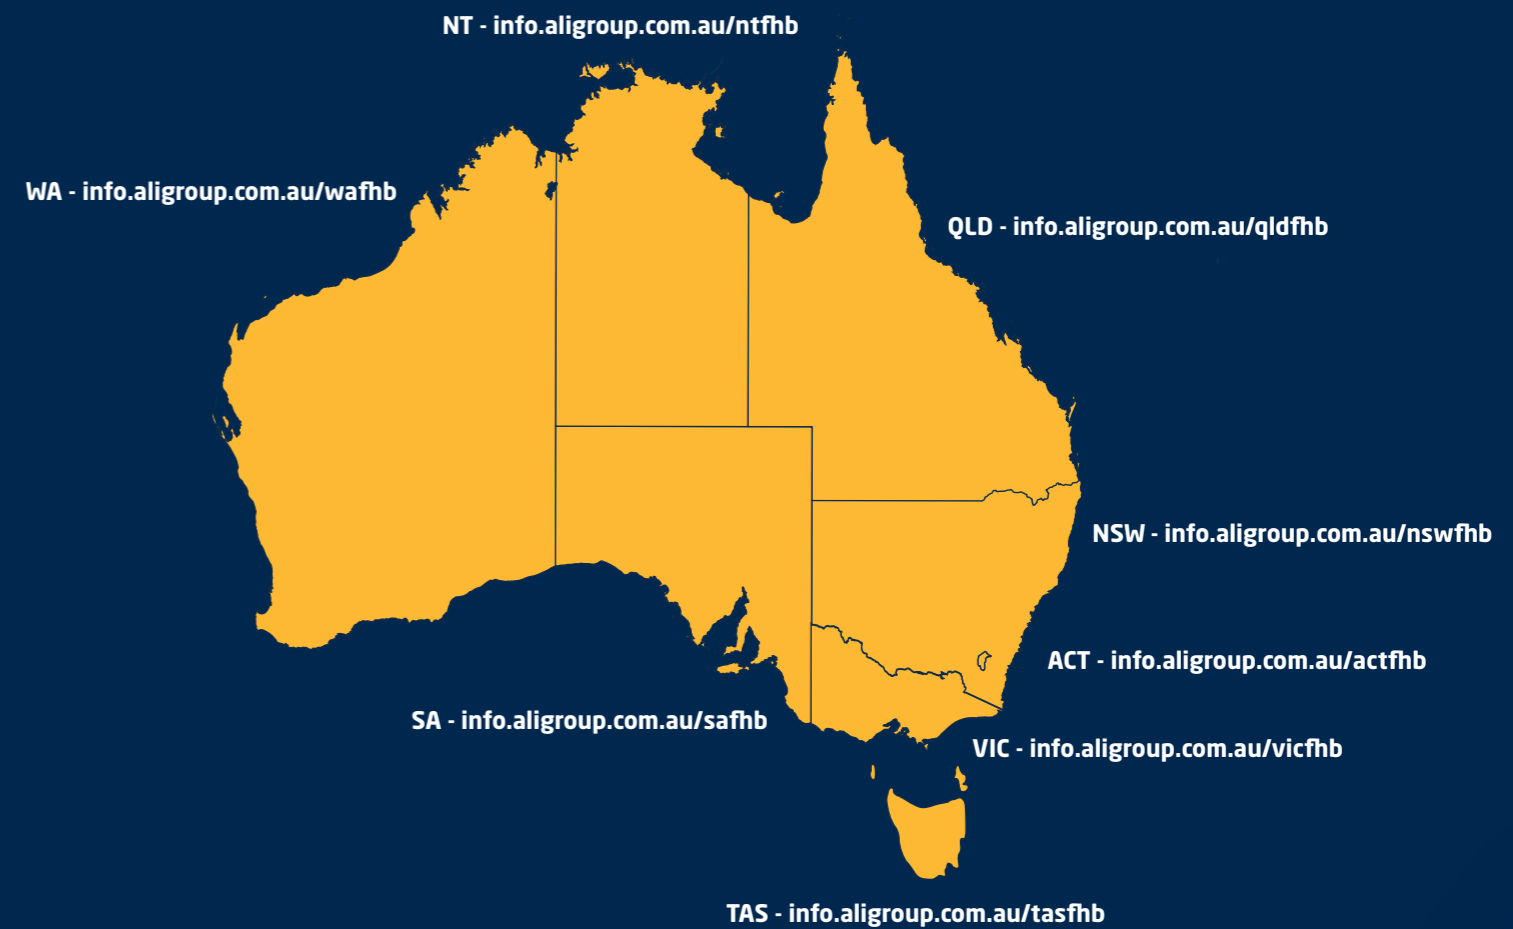 NT - info.aligroup.com.au/ntfhb
WA - info.aligroup.com.au/wafhb
QLD - info.aligroup.com.au/qldfhb
NSW - info.aligroup.com.au/nswfhb
ACT - info.aligroup.com.au/actfhb
SA - info.aligroup.com.au/safhb
VIC - info.aligroup.com.au/vicfhb
TAS - info.aligroup.com.au/tasfhb